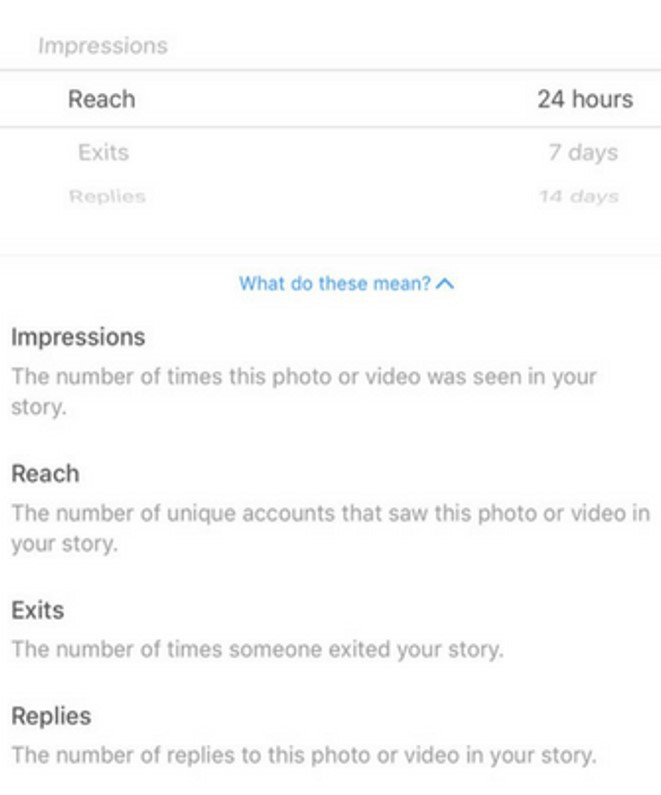 Impressions
Reach 24 hours
Exits 7 days
Replies 14 days
What do these mean?
Impressions
The number of times this photo or video was seen in your
story.
Reach
The number of unique accounts that saw this photo or video in
your story.
Exits
The number of times someone exited your story.
Replies
The number of replies to this photo or video in your story.